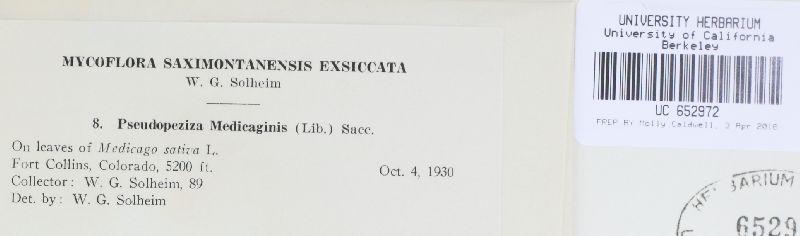 MYCOFLORA SAXIMONTANENSIS EXSICCATA
W. G. Solheim
8. Pseudopeziza Medicaginis (Lib.) Sacc.
On leaves of Medicago sativa L.
Fort Collins, Colorado, 5200 ft.
Oct. 4, 1930
Collector: W. G. Solheim, 89
Det. by: W. G. Solheim
UNIVERSITY HERBARIUM
University of California
Berkeley
UC 652972
PREP BY Molly Caldwell, 2 Apr 2016
HERBARIUM
6529